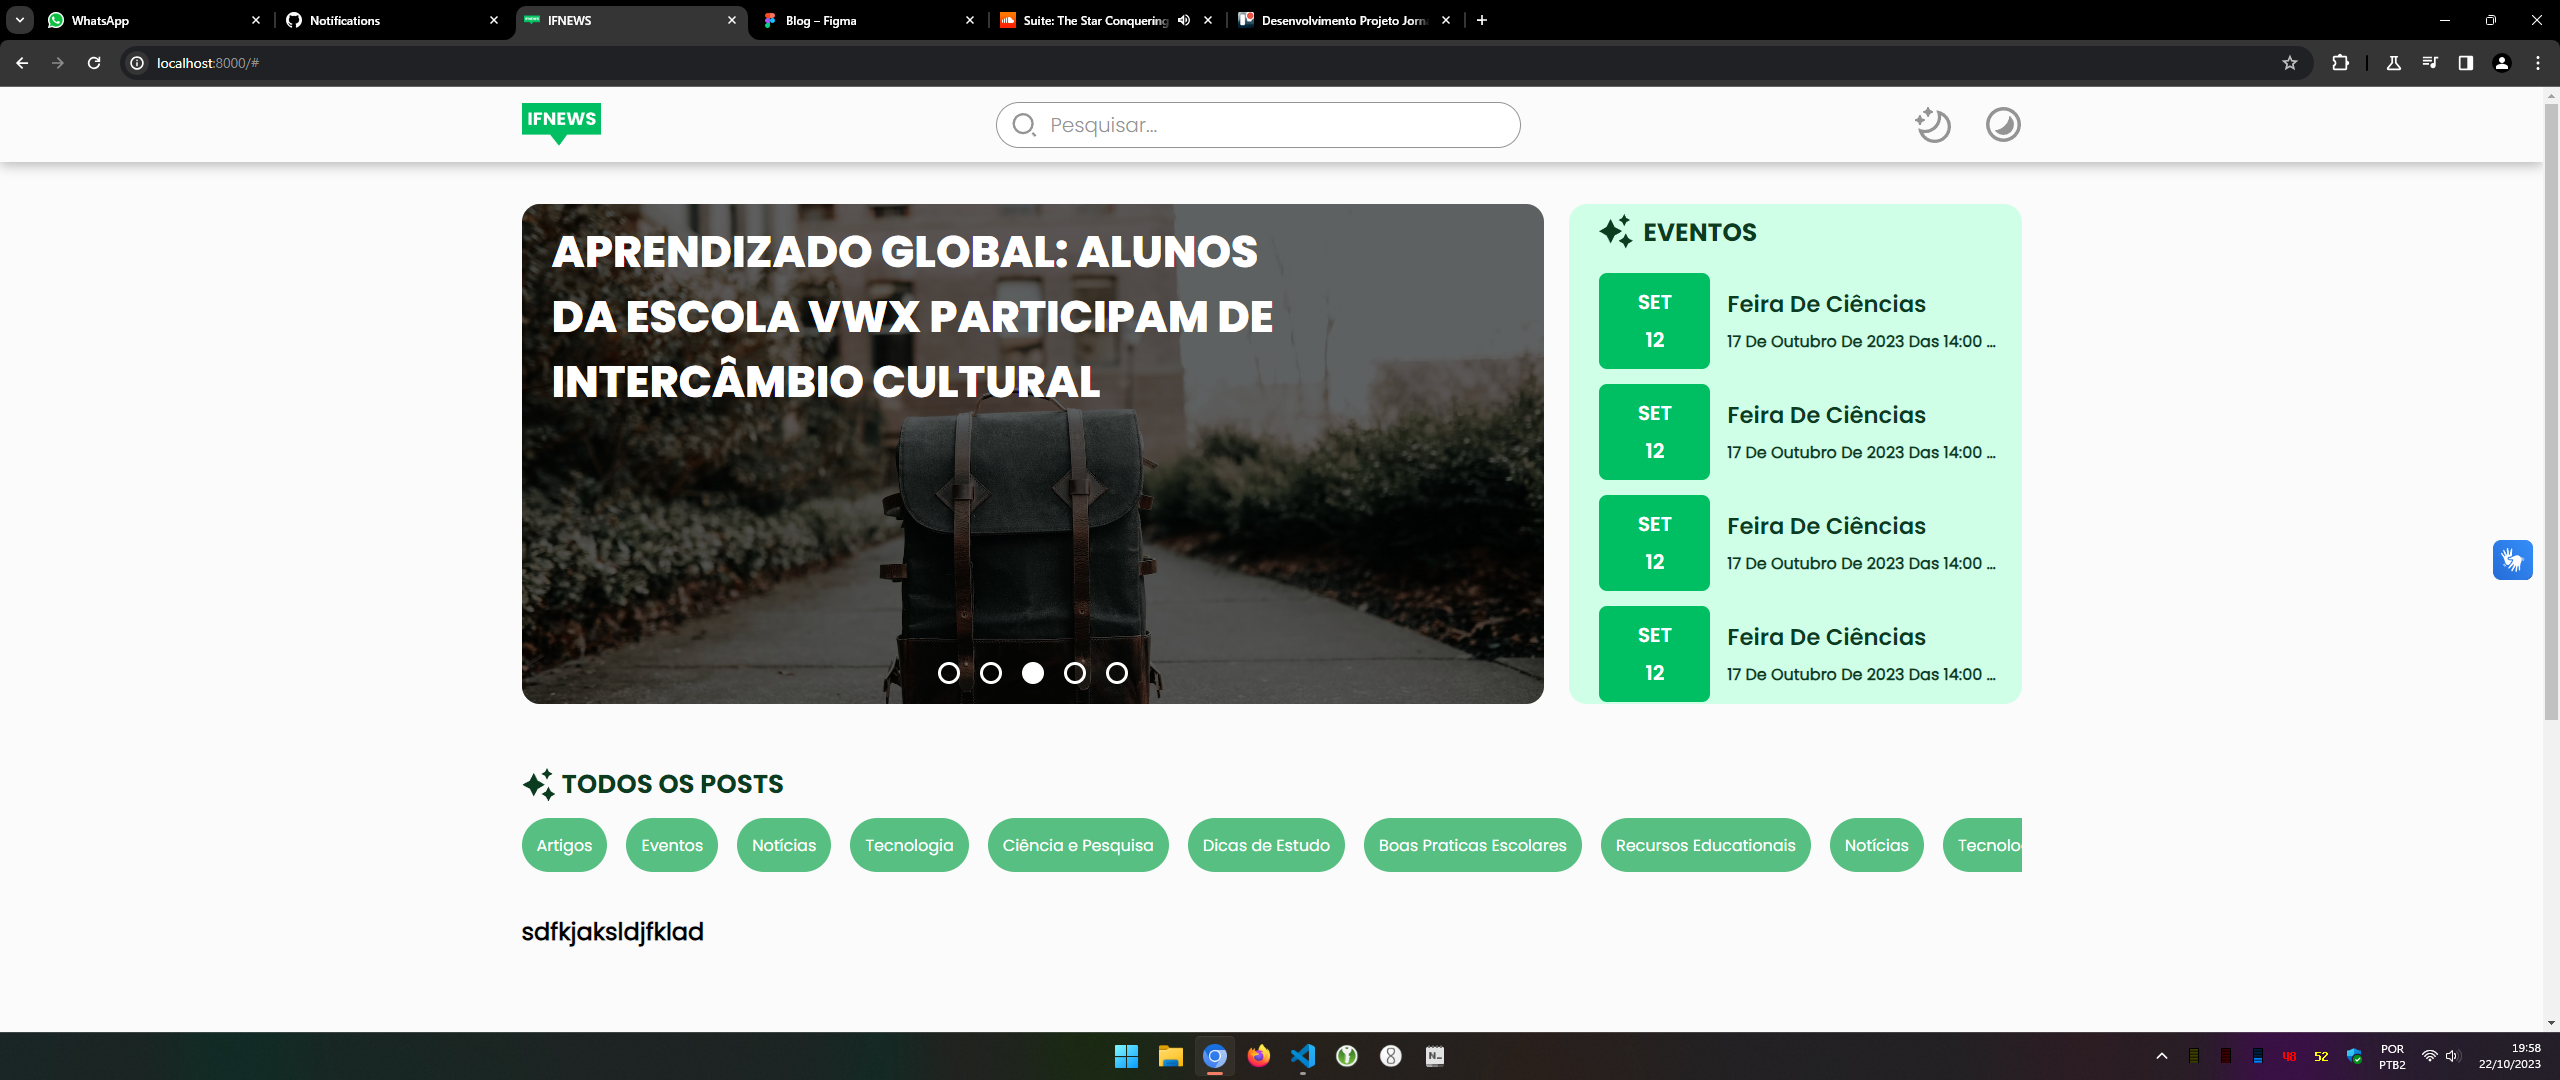 WhatsApp
Notifications
IFNEWS
Blog – Figma
Suite: The Star Conquering
Desenvolvimento Projeto Jorn
localhost:8000/#
IFNEWS
Pesquisar...
APRENDIZADO GLOBAL: ALUNOS
DA ESCOLA VWX PARTICIPAM DE
INTERCÂMBIO CULTURAL
EVENTOS
SET
12
Feira De Ciências
17 De Outubro De 2023 Das 14:00 ...
SET
12
Feira De Ciências
17 De Outubro De 2023 Das 14:00 ...
SET
12
Feira De Ciências
17 De Outubro De 2023 Das 14:00 ...
SET
12
Feira De Ciências
17 De Outubro De 2023 Das 14:00 ...
TODOS OS POSTS
Artigos
Eventos
Notícias
Tecnologia
Ciência e Pesquisa
Dicas de Estudo
Boas Praticas Escolares
Recursos Educationais
Notícias
Tecnolo
sdfkjaksldjfklad
48
52
POR
PTB2
19:58
22/10/2023